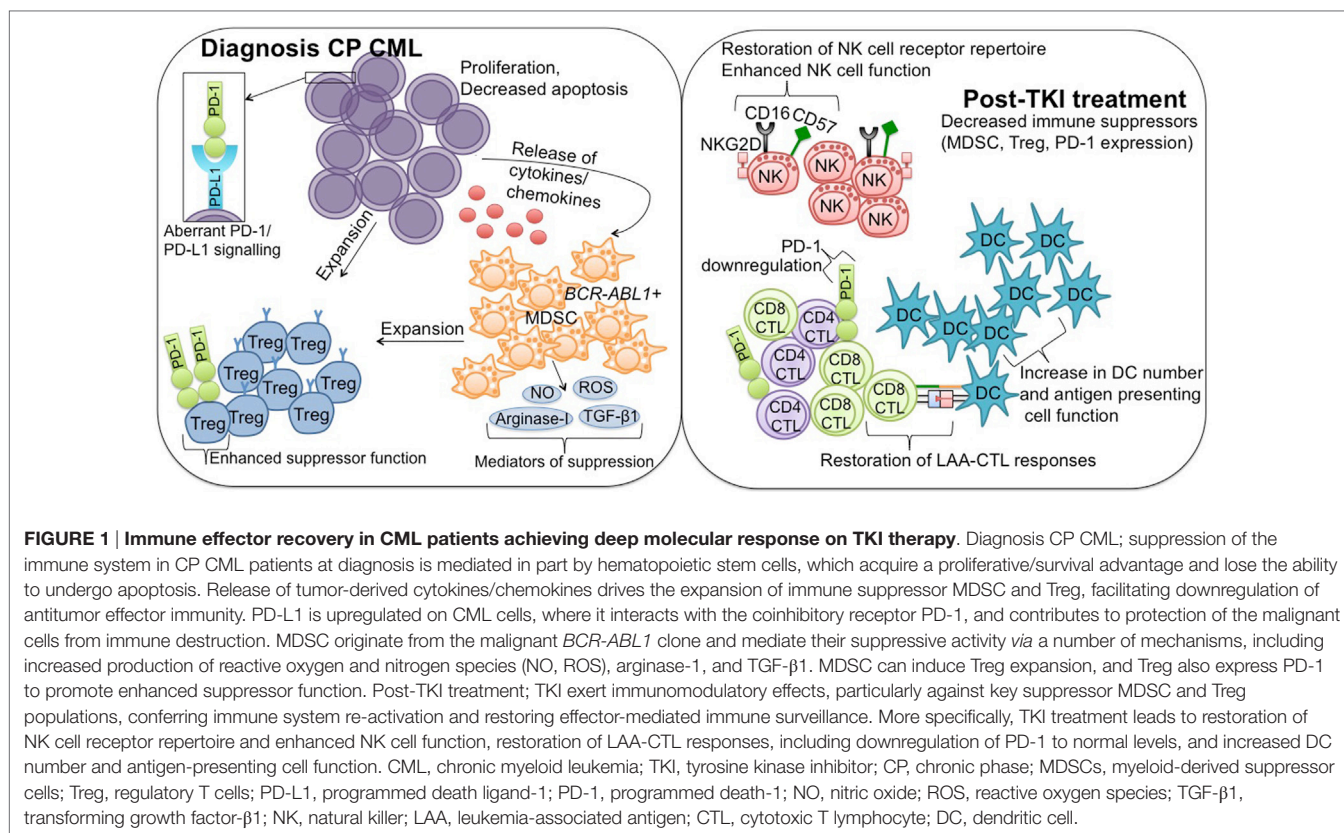 Diagnosis CP CML
PD-1
PD-L1
Aberrant PD-1/
PD-L1 signalling
Proliferation,
Decreased apoptosis
Release of
cytokines/
chemokines
Expansion
BCR-ABL1+
MDSC
Expansion
PD-1
PD-1
Treg
Treg
Treg
Treg
Treg
Treg
Treg
Treg
Enhanced suppressor function
NO
ROS
Arginase-I
TGF-β1
Mediators of suppression
Restoration of NK cell receptor repertoire
Enhanced NK cell function
Post-TKI treatment
Decreased immune suppressors
(MDSC, Treg, PD-1 expression)
CD16
CD57
NKG2D
NK
NK
NK
NK
NK
PD-1
downregulation
PD-1
PD-1
CD8
CTL
CD4
CTL
CD4
CTL
CD8
CTL
CD4
CTL
CD8
CTL
CD8
CTL
DC
DC
DC
DC
DC
DC
DC
DC
Increase in DC number
and antigen presenting
cell function
Restoration of LAA-CTL responses
FIGURE 1 | Immune effector recovery in CML patients achieving deep molecular response on TKI therapy. Diagnosis CP CML; suppression of the
immune system in CP CML patients at diagnosis is mediated in part by hematopoietic stem cells, which acquire a proliferative/survival advantage and lose the ability
to undergo apoptosis. Release of tumor-derived cytokines/chemokines drives the expansion of immune suppressor MDSC and Treg, facilitating downregulation of
antitumor effector immunity. PD-L1 is upregulated on CML cells, where it interacts with the coinhibitory receptor PD-1, and contributes to protection of the malignant
cells from immune destruction. MDSC originate from the malignant BCR-ABL1 clone and mediate their suppressive activity via a number of mechanisms, including
increased production of reactive oxygen and nitrogen species (NO, ROS), arginase-1, and TGF-β1. MDSC can induce Treg expansion, and Treg also express PD-1
to promote enhanced suppressor function. Post-TKI treatment; TKI exert immunomodulatory effects, particularly against key suppressor MDSC and Treg
populations, conferring immune system re-activation and restoring effector-mediated immune surveillance. More specifically, TKI treatment leads to restoration of
NK cell receptor repertoire and enhanced NK cell function, restoration of LAA-CTL responses, including downregulation of PD-1 to normal levels, and increased DC
number and antigen-presenting cell function. CML, chronic myeloid leukemia; TKI, tyrosine kinase inhibitor; CP, chronic phase; MDSCs, myeloid-derived suppressor
cells; Treg, regulatory T cells; PD-L1, programmed death ligand-1; PD-1, programmed death-1; NO, nitric oxide; ROS, reactive oxygen species; TGF-β1,
transforming growth factor-β1; NK, natural killer; LAA, leukemia-associated antigen; CTL, cytotoxic T lymphocyte; DC, dendritic cell.